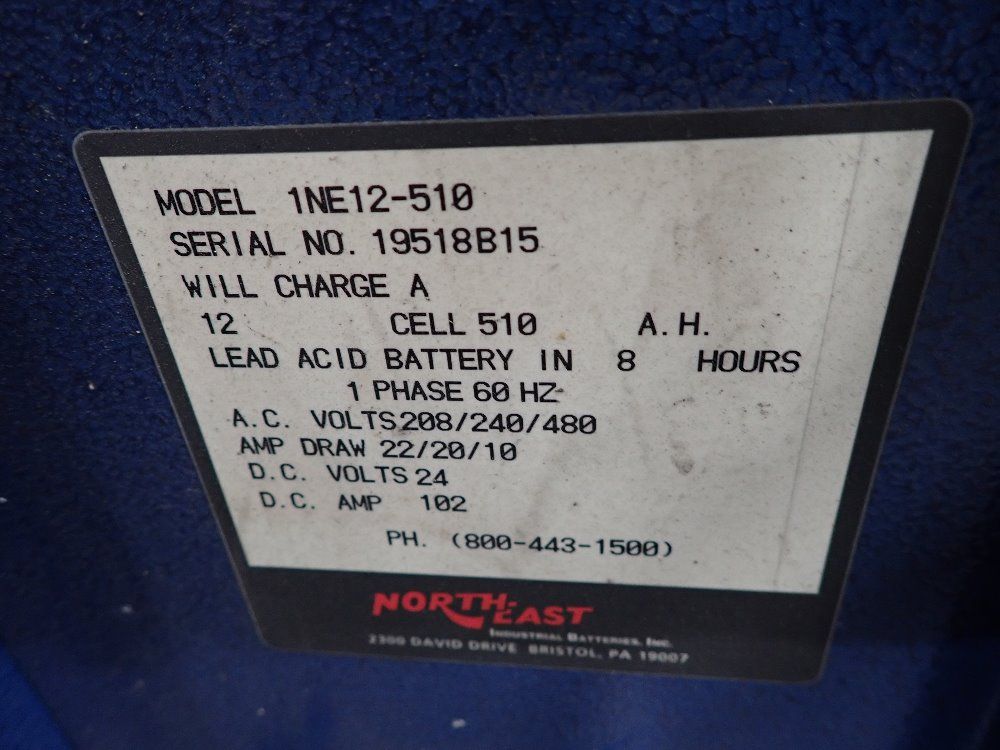 MODEL 1NE12-510
SERIAL NO. 19518B15
WILL CHARGE A
12 CELL 510 A.H.
LEAD ACID BATTERY IN 8 HOURS
1 PHASE 60 HZ
A.C. VOLTS 208/240/480
AMP DRAW 22/20/10
D.C. VOLTS 24
D.C. AMP 102
PH. (800-443-1500)
NORTH-EAST
INDUSTRIAL BATTERIES, INC.
2300 DAVID DRIVE BRISTOL, PA 19007